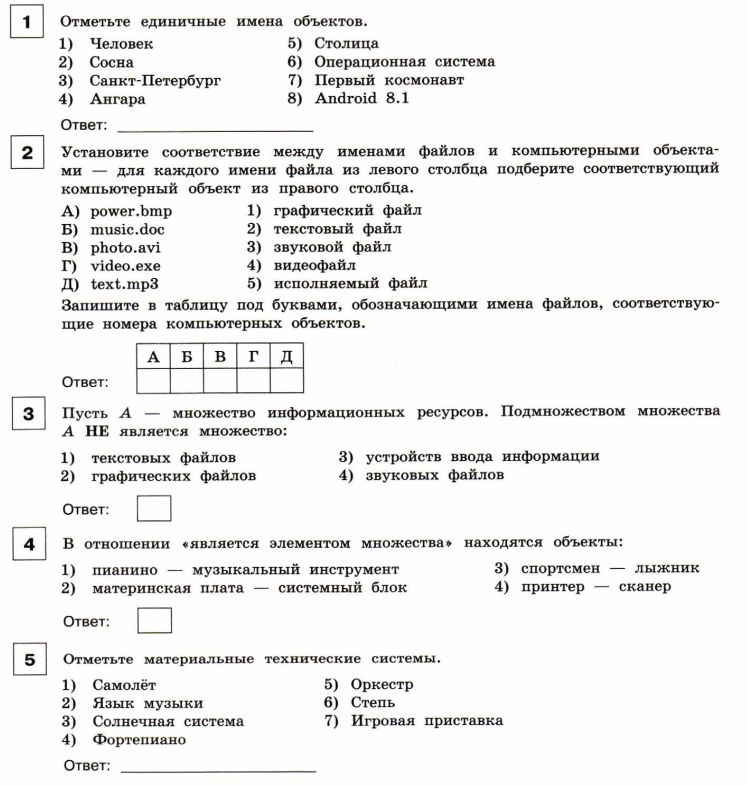 1 Отметьте единичные имена объектов.
1) Человек 5) Столица
2) Сосна 6) Операционная система
3) Санкт-Петербург 7) Первый космонавт
4) Ангара 8) Android 8.1
Ответ:
2 Установите соответствие между именами файлов и компьютерными объекта-
ми — для каждого имени файла из левого столбца подберите соответствующий
компьютерный объект из правого столбца.
А) power.bmp 1) графический файл
Б) music.doc 2) текстовый файл
В) photo.avi 3) звуковой файл
Г) video.exe 4) видеофайл
Д) text.mp3 5) исполняемый файл
Запишите в таблицу под буквами, обозначающими имена файлов, соответствую-
щие номера компьютерных объектов.
А Б В Г Д
Ответ:
3 Пусть А — множество информационных ресурсов. Подмножеством множества
А НЕ является множество:
1) текстовых файлов 3) устройств ввода информации
2) графических файлов 4) звуковых файлов
Ответ:
4 В отношении «является элементом множества» находятся объекты:
1) пианино — музыкальный инструмент 3) спортсмен — лыжник
2) материнская плата — системный блок 4) принтер — сканер
Ответ:
5 Отметьте материальные технические системы.
1) Самолёт 5) Оркестр
2) Язык музыки 6) Степь
3) Солнечная система 7) Игровая приставка
4) Фортепиано
Ответ: